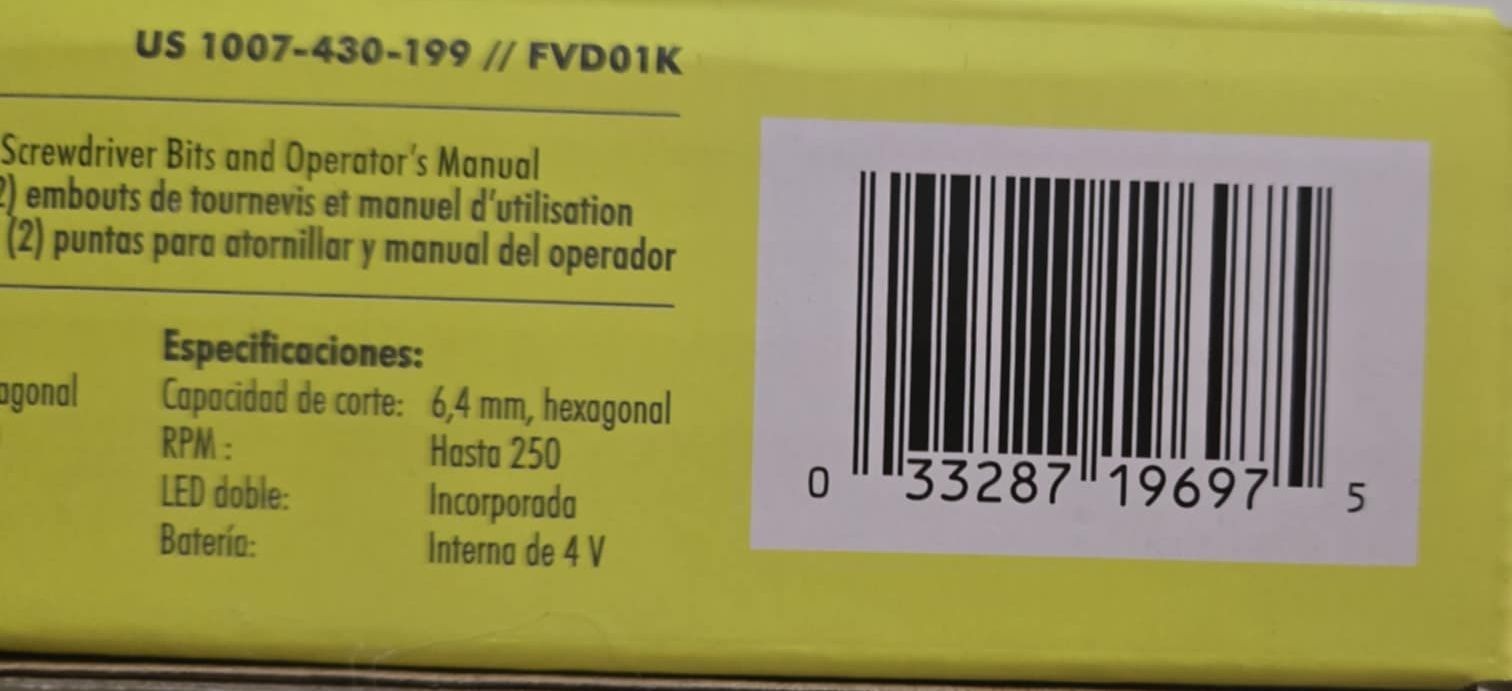 US 1007-430-199 // FVD01K
Screwdriver Bits and Operator's Manual
2) embouts de tournevis et manuel d'utilisation
(2) puntas para atornillar y manual del operador
Especificaciones:
agonal
Capacidad de corte: 6,4 mm, hexagonal
RPM : Hasta 250
LED doble: Incorporada
Batería: Interna de 4 V
0 33287 19697 5